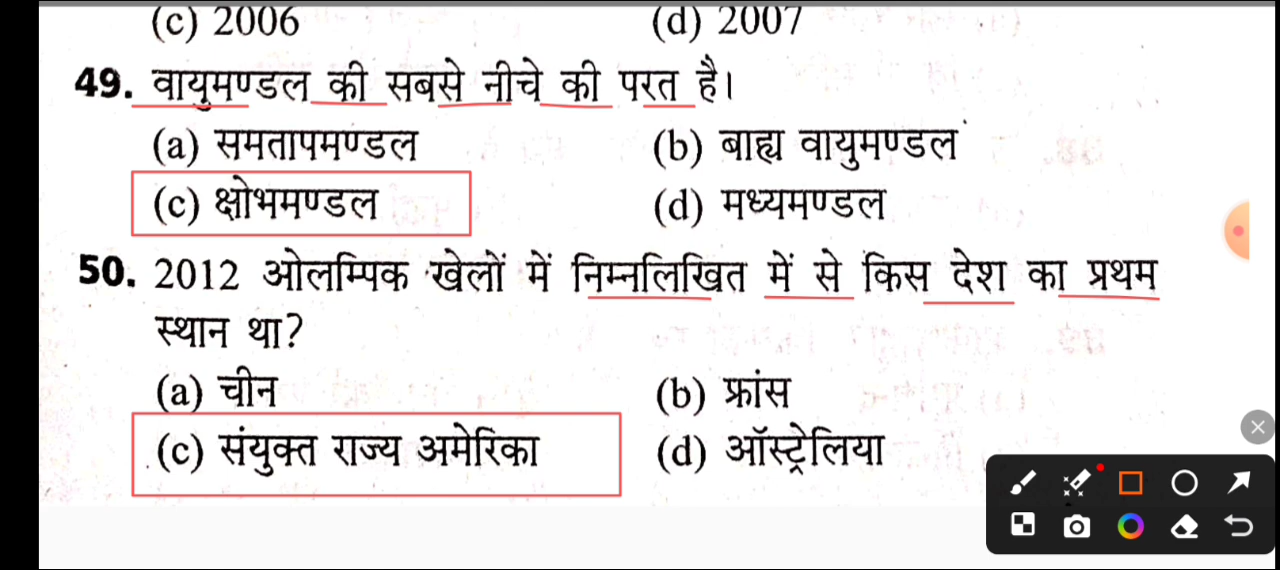 (c) 2006 (d) 2007
49. वायुमण्डल की सबसे नीचे की परत है।
(a) समतापमण्डल (b) बाह्य वायुमण्डल
(c) क्षोभमण्डल (d) मध्यमण्डल
50. 2012 ओलम्पिक खेलों में निम्नलिखित में से किस देश का प्रथम
स्थान था?
(a) चीन (b) फ्रांस
(c) संयुक्त राज्य अमेरिका (d) ऑस्ट्रेलिया